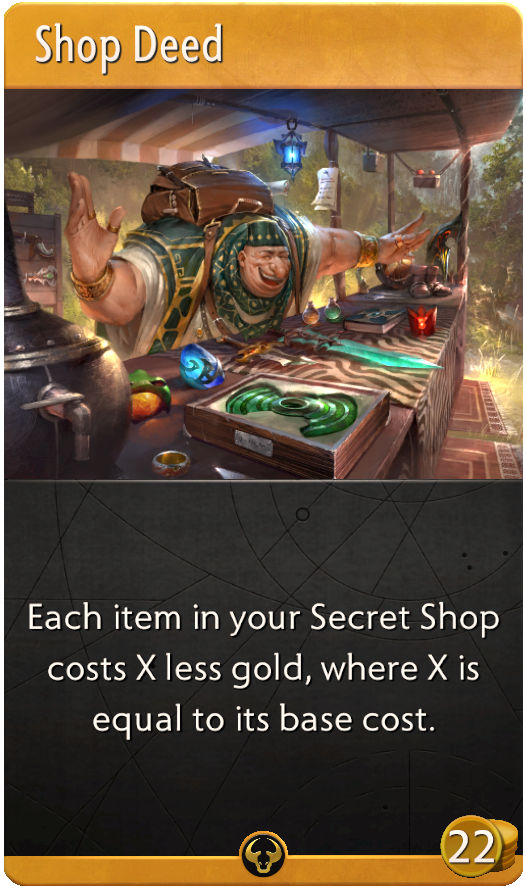 Shop Deed
Each item in your Secret Shop
costs X less gold, where X is
equal to its base cost.
22